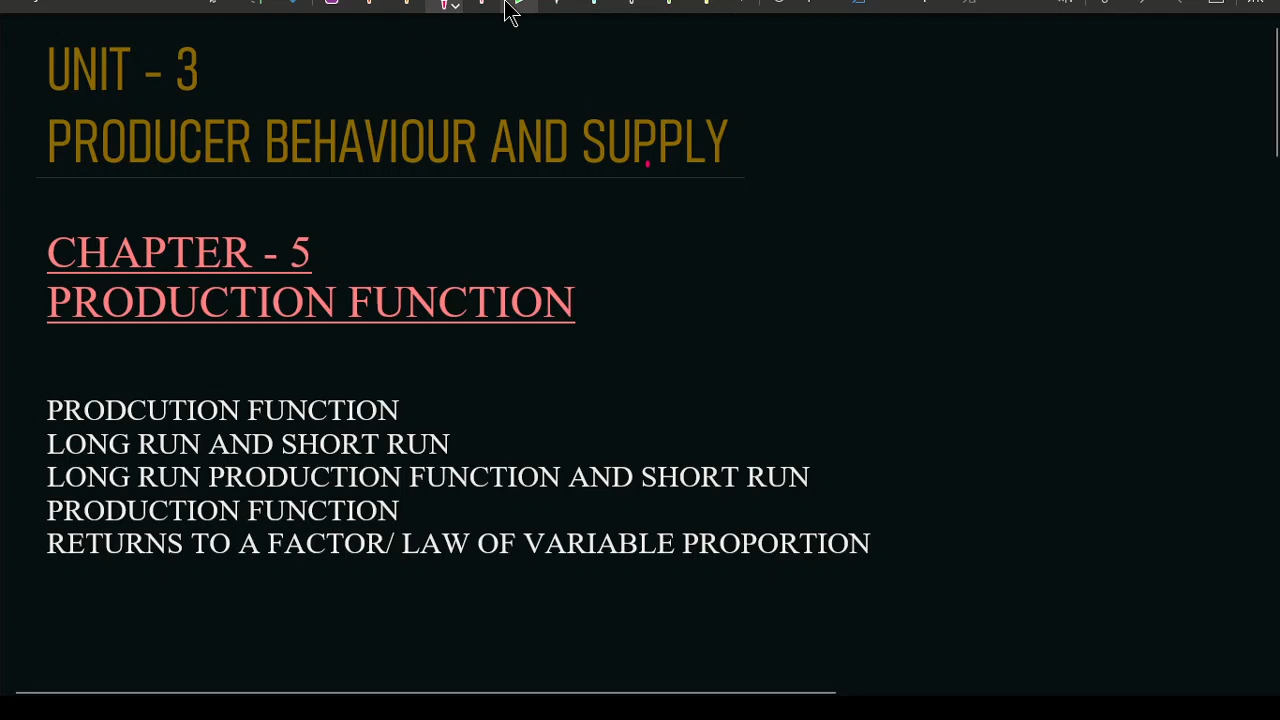 UNIT - 3
PRODUCER BEHAVIOUR AND SUPPLY
CHAPTER - 5
PRODUCTION FUNCTION
PRODCUTION FUNCTION
LONG RUN AND SHORT RUN
LONG RUN PRODUCTION FUNCTION AND SHORT RUN
PRODUCTION FUNCTION
RETURNS TO A FACTOR/ LAW OF VARIABLE PROPORTION